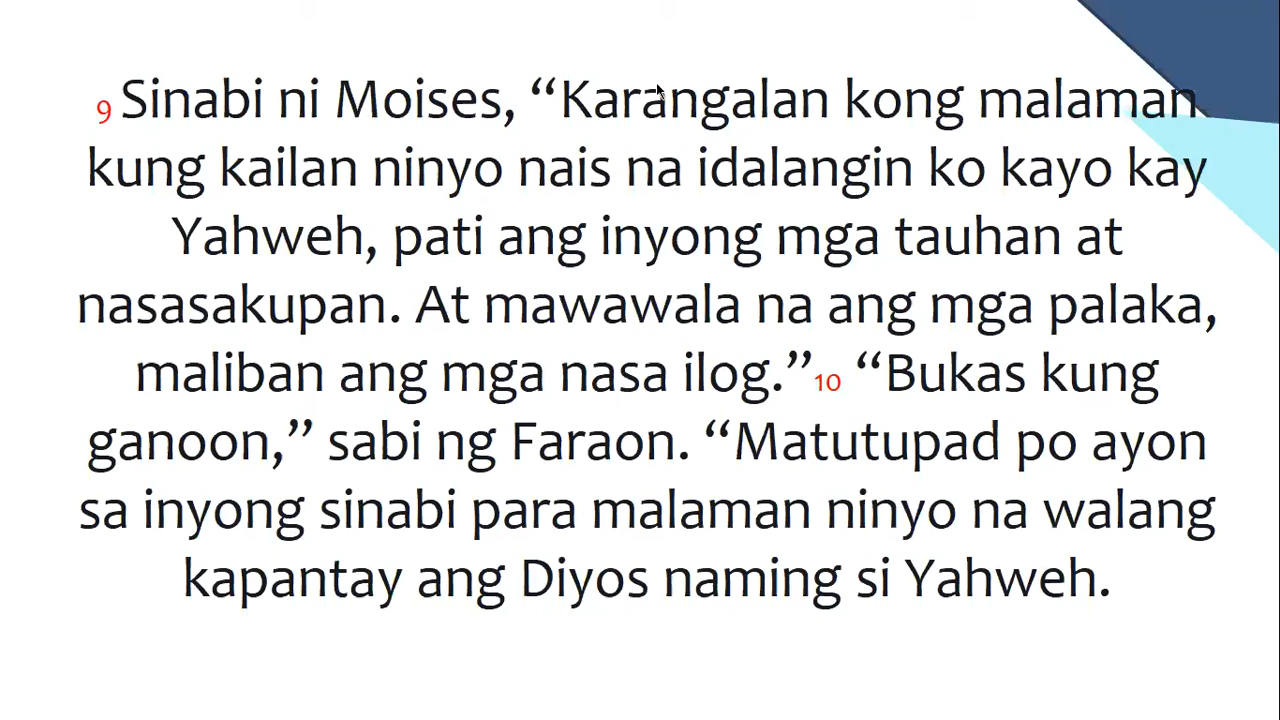 9 Sinabi ni Moises, “Karangalan kong malaman
kung kailan ninyo nais na idalangin ko kayo kay
Yahweh, pati ang inyong mga tauhan at
nasasakupan. At mawawala na ang mga palaka,
maliban ang mga nasa ilog.”10 “Bukas kung
ganoon,” sabi ng Faraon. “Matutupad po ayon
sa inyong sinabi para malaman ninyo na walang
kapantay ang Diyos naming si Yahweh.